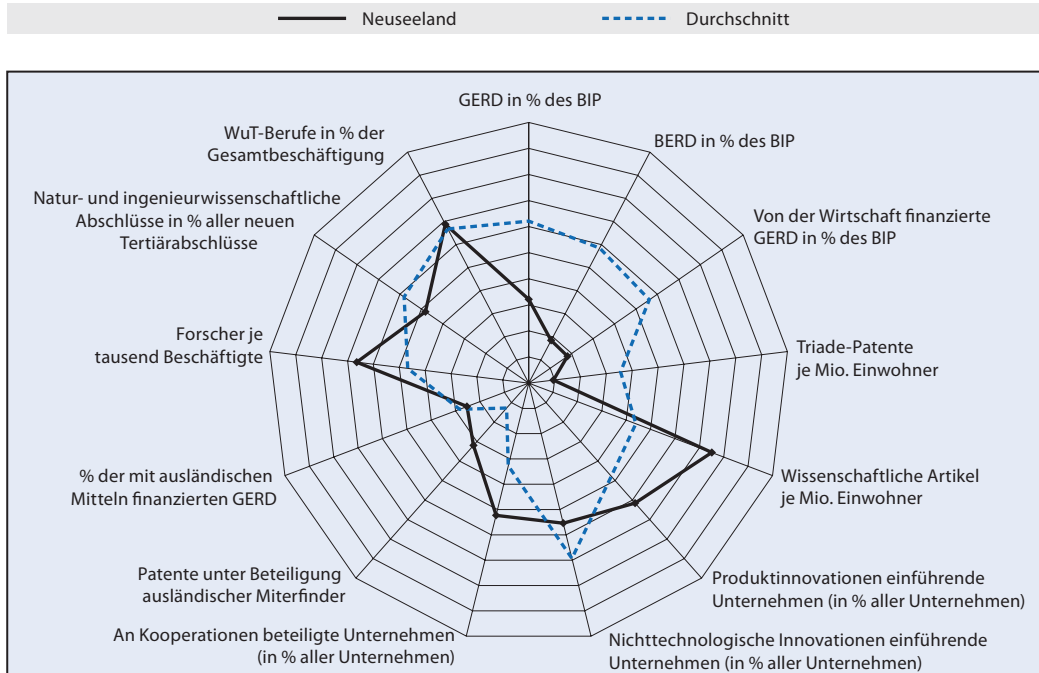 Neuseeland
Durchschnitt
GERD in % des BIP
BERD in % des BIP
Von der Wirtschaft finanzierte
GERD in % des BIP
Triade-Patente
je Mio. Einwohner
Wissenschaftliche Artikel
je Mio. Einwohner
Produktinnovationen einführende
Unternehmen (in % aller Unternehmen)
Nichttechnologische Innovationen einführende
Unternehmen (in % aller Unternehmen)
An Kooperationen beteiligte Unternehmen
(in % aller Unternehmen)
Patente unter Beteiligung
ausländischer Miterfinder
% der mit ausländischen
Mitteln finanzierten GERD
Forscher je
tausend Beschäftigte
Natur- und ingenieurwissenschaftliche
Abschlüsse in % aller neuen
Tertiärabschlüsse
WuT-Berufe in % der
Gesamtbeschäftigung